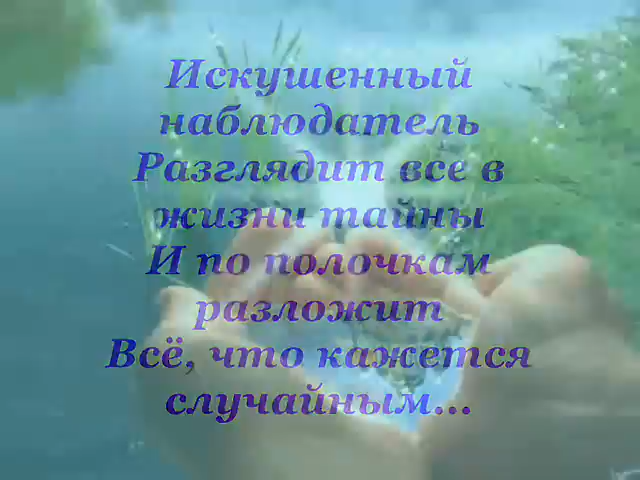 Искушенный
наблюдатель
Разглядит все в
жизни тайны
И по полочкам
разложит
Всё, что кажется
случайным...